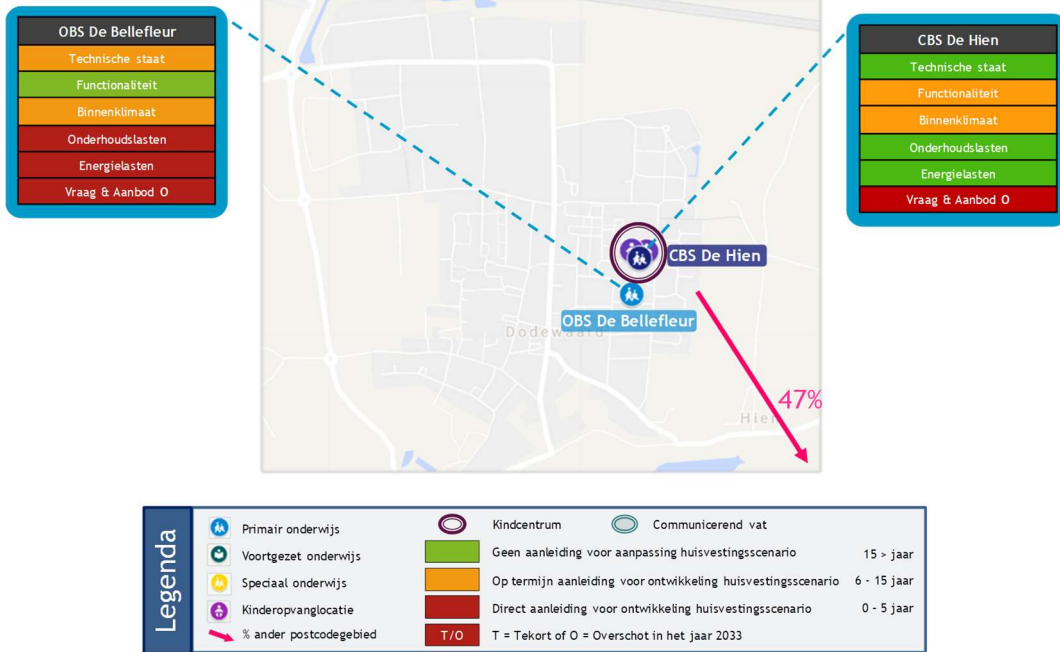 OBS De Bellefleur
Technische staat
Functionaliteit
Binnenklimaat
Onderhoudslasten
Energielasten
Vraag & Aanbod O
CBS De Hien
Technische staat
Functionaliteit
Binnenklimaat
Onderhoudslasten
Energielasten
Vraag & Aanbod O
CBS De Hien
OBS De Bellefleur
Dodewaard
47%
Hien
Legenda
Primair onderwijs
Voortgezet onderwijs
Speciaal onderwijs
Kinderopvanglocatie
% ander postcodegebied
Kindcentrum
Communicerend vat
Geen aanleiding voor aanpassing huisvestingsscenario 15 > jaar
Op termijn aanleiding voor ontwikkeling huisvestingsscenario 6 - 15 jaar
Direct aanleiding voor ontwikkeling huisvestingsscenario 0 - 5 jaar
T/O T = Tekort of O = Overschot in het jaar 2033